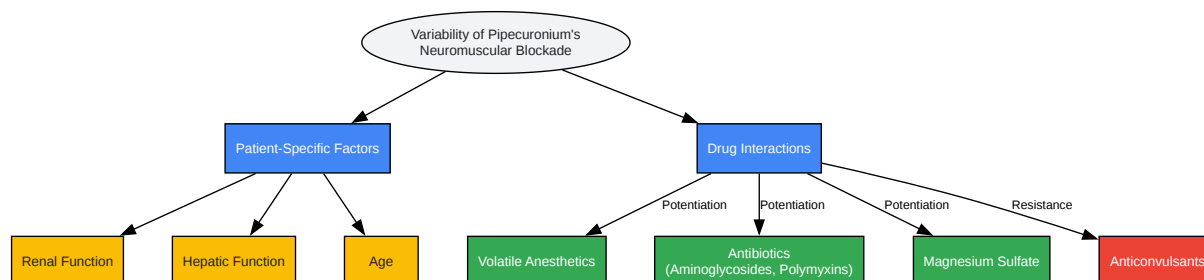 Variability of Pipecuronium's
Neuromuscular Blockade
Patient-Specific Factors
Drug Interactions
Potentiation
Potentiation
Potentiation
Resistance
Renal Function
Hepatic Function
Age
Volatile Anesthetics
Antibiotics
(Aminoglycosides, Polymyxins)
Magnesium Sulfate
Anticonvulsants